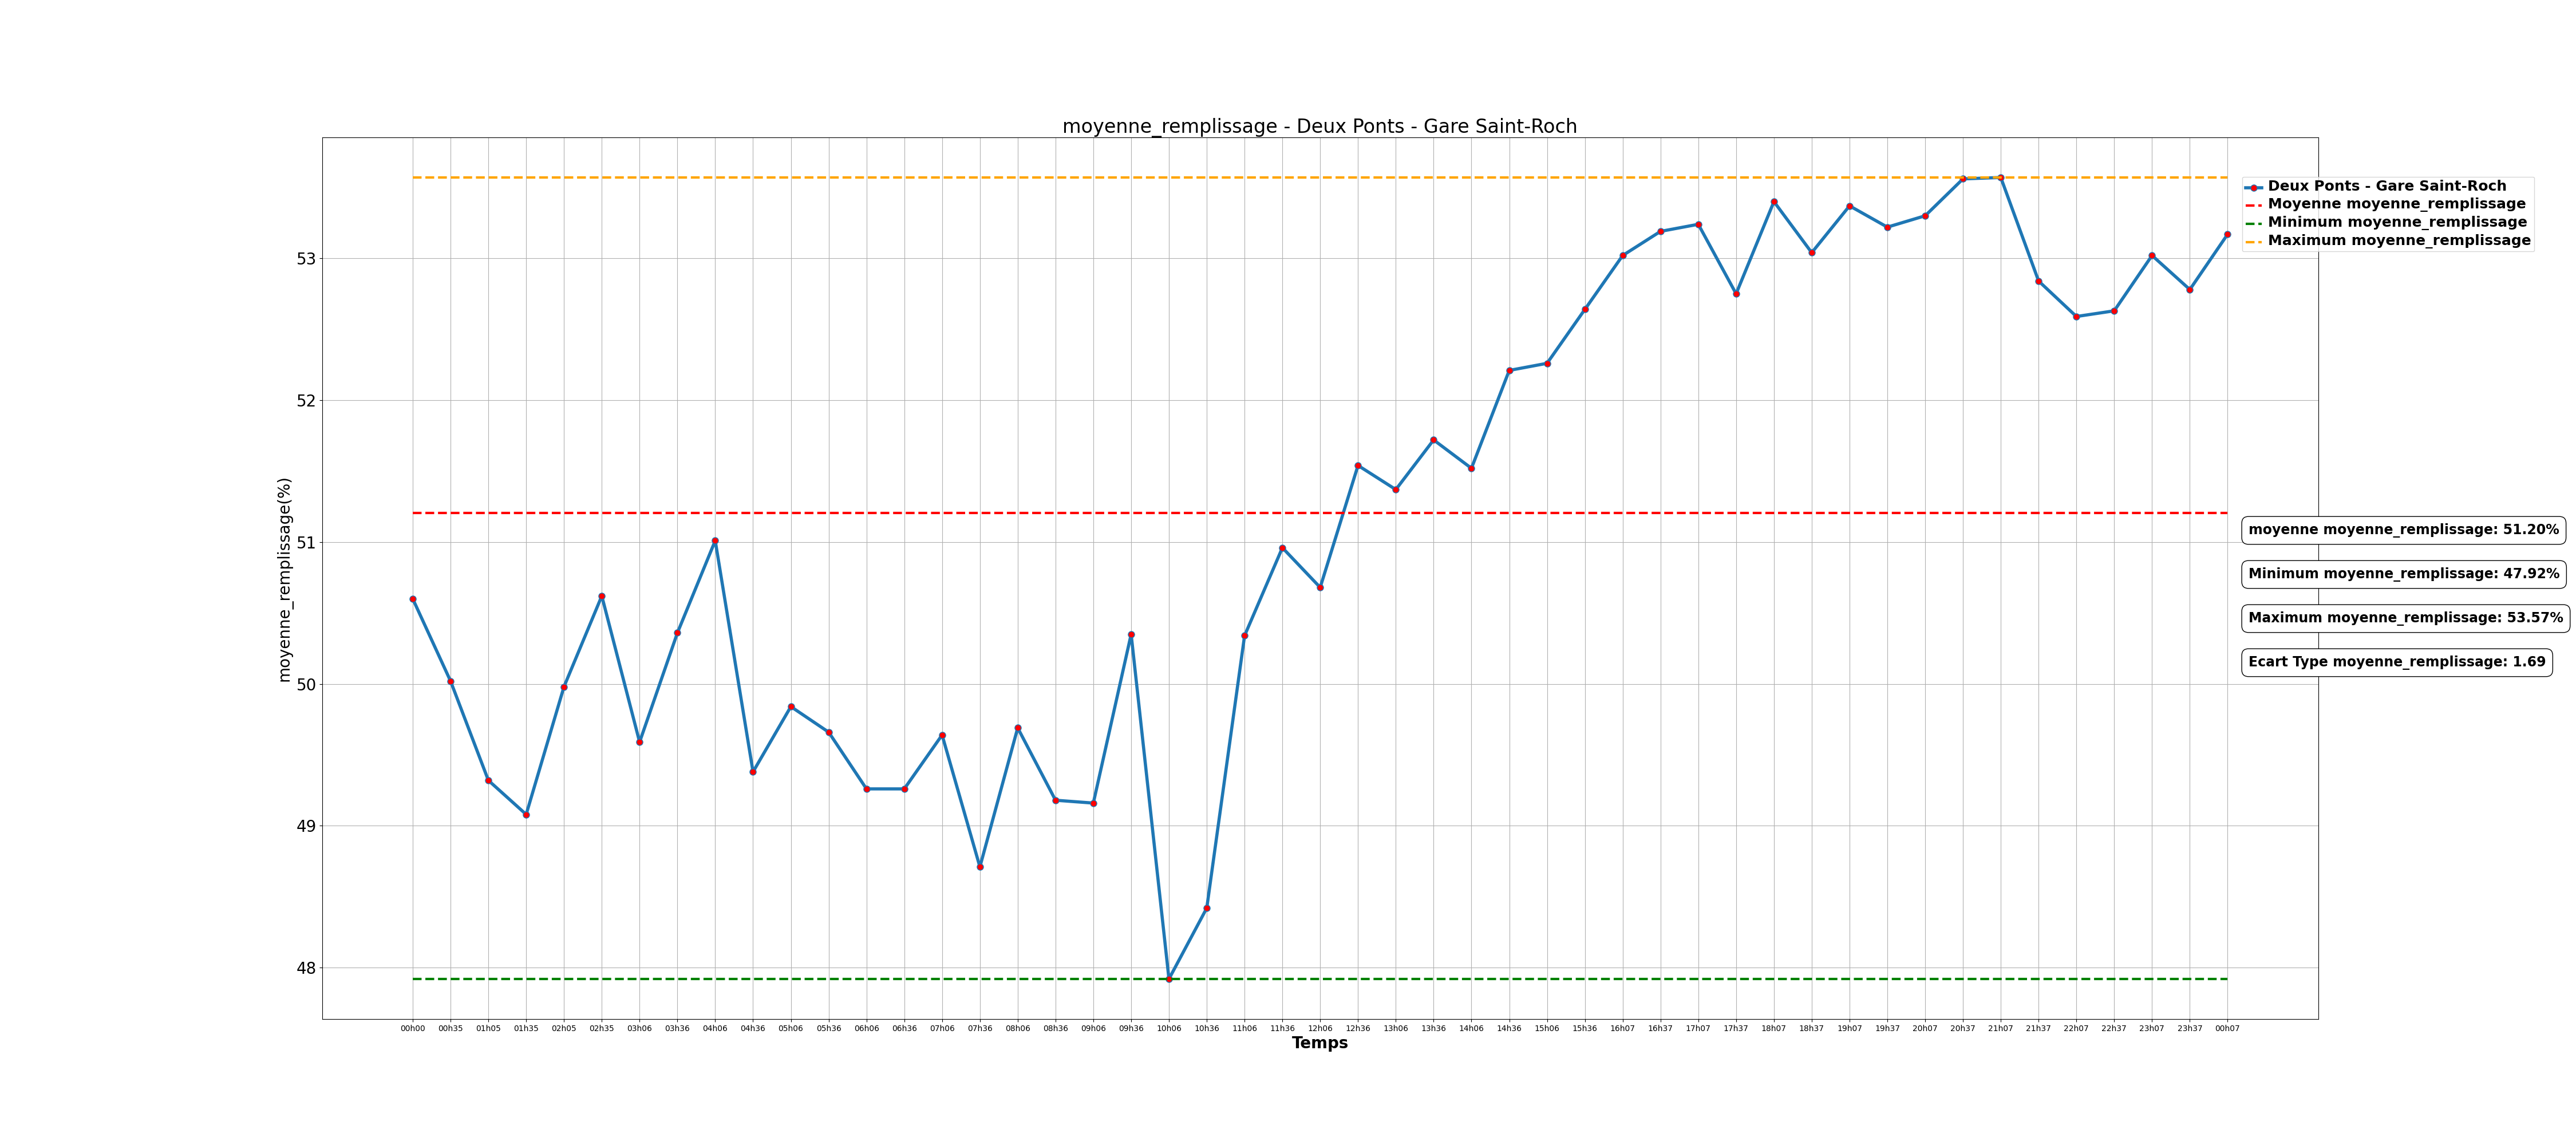 moyenne_remplissage - Deux Ponts - Gare Saint-Roch
Deux Ponts - Gare Saint-Roch
Moyenne moyenne_remplissage
Minimum moyenne_remplissage
Maximum moyenne_remplissage
53
52
51
50
49
48
moyenne_remplissage(%)
moyenne moyenne_remplissage: 51.20%
Minimum moyenne_remplissage: 47.92%
Maximum moyenne_remplissage: 53.57%
Ecart Type moyenne_remplissage: 1.69
00h00 00h35 01h05 01h35 02h05 02h35 03h06 03h36 04h06 04h36 05h06 05h36 06h06 06h36 07h06 07h36 08h06 08h36 09h06 09h36 10h06 10h36 11h06 11h36 12h06 12h36 13h06 13h36 14h06 14h36 15h06 15h36 16h07 16h37 17h07 17h37 18h07 18h37 19h07 19h37 20h07 20h37 21h07 21h37 22h07 22h37 23h07 23h37 00h07
Temps